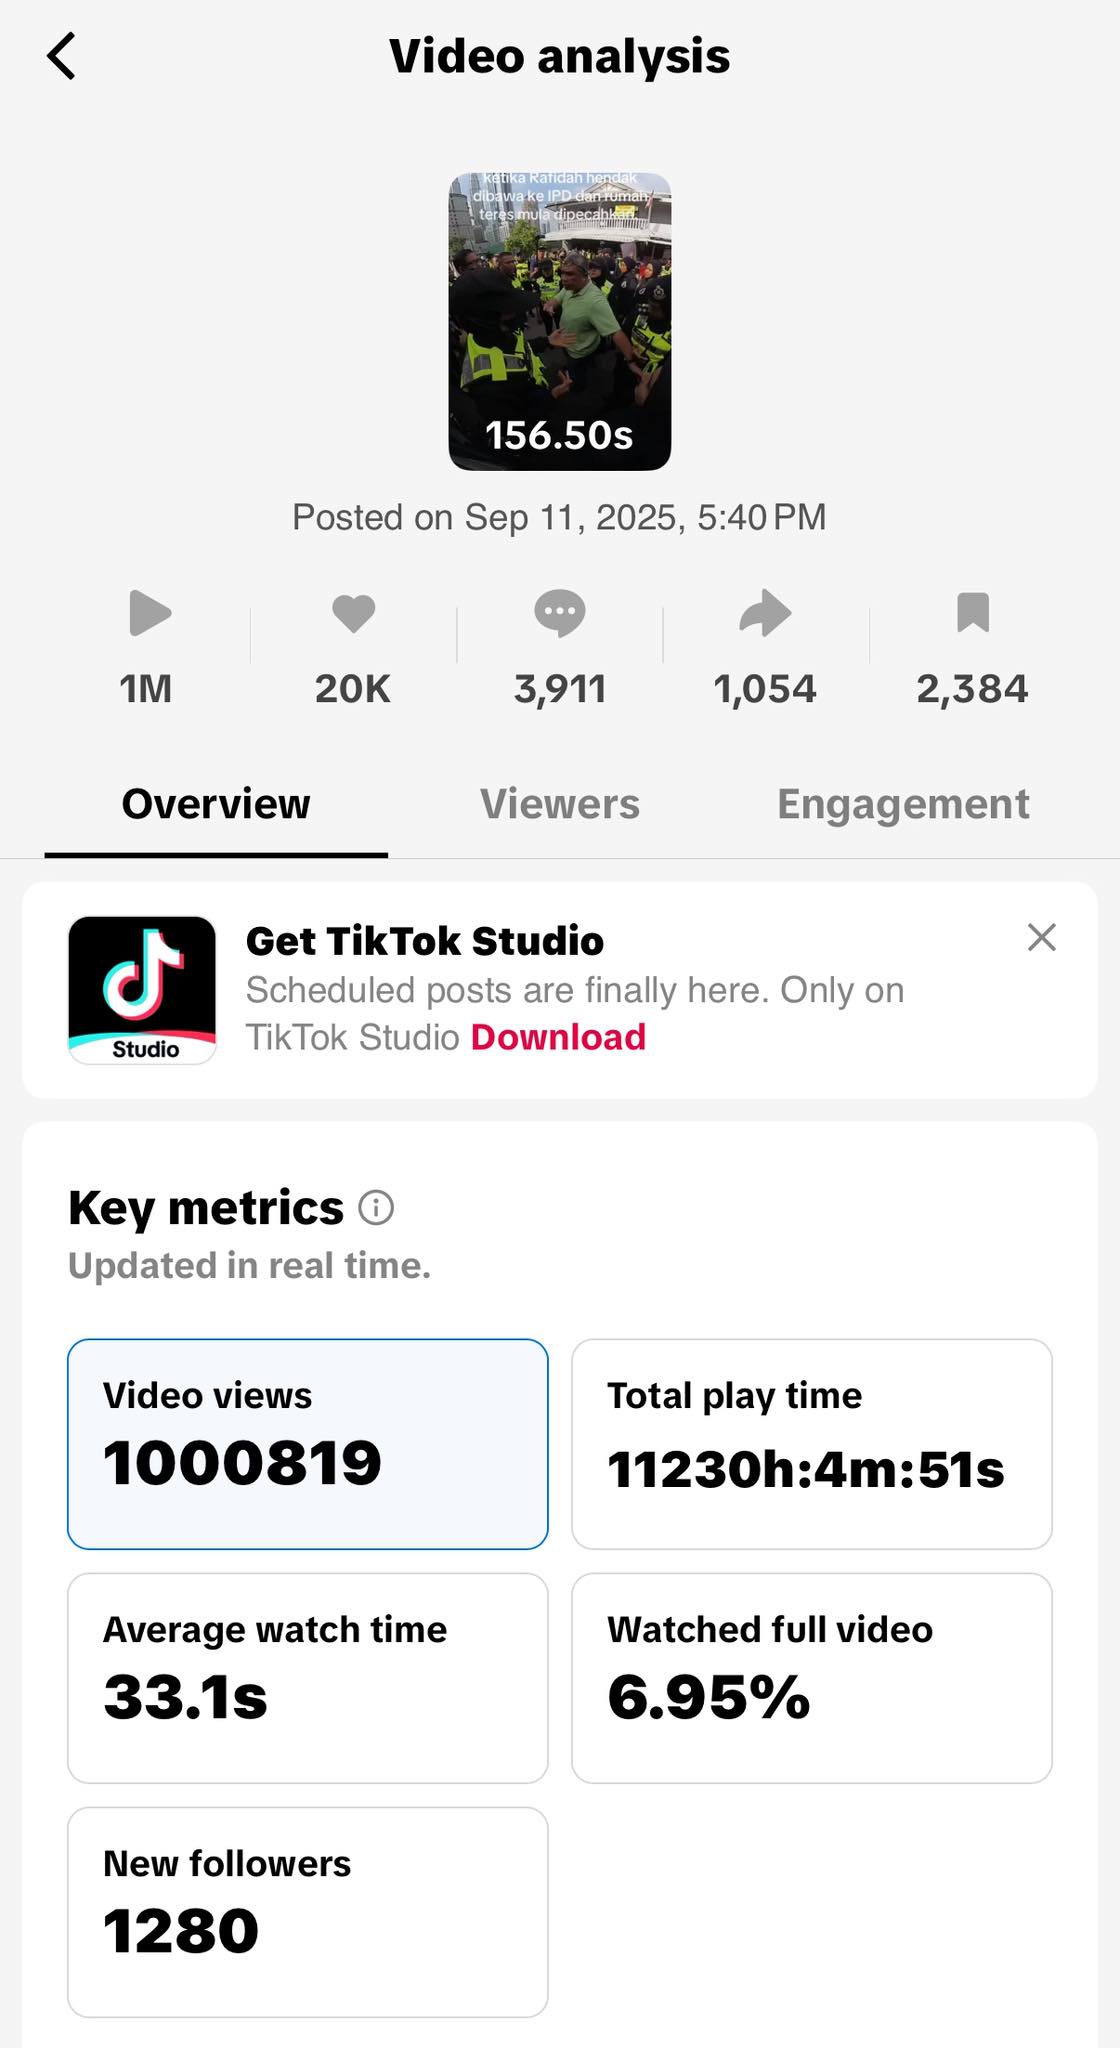 Video analysis
ketika Rafidah hendak
dibawa ke IPD dan rumah
teres mula dipecahkan.
156.50s
Posted on Sep 11, 2025, 5:40 PM
1M
20K
3,911
1,054
2,384
Overview
Viewers
Engagement
Get TikTok Studio
Scheduled posts are finally here. Only on
TikTok Studio Download
Studio
Key metrics
Updated in real time.
Video views
1000819
Total play time
11230h:4m:51s
Average watch time
33.1s
Watched full video
6.95%
New followers
1280